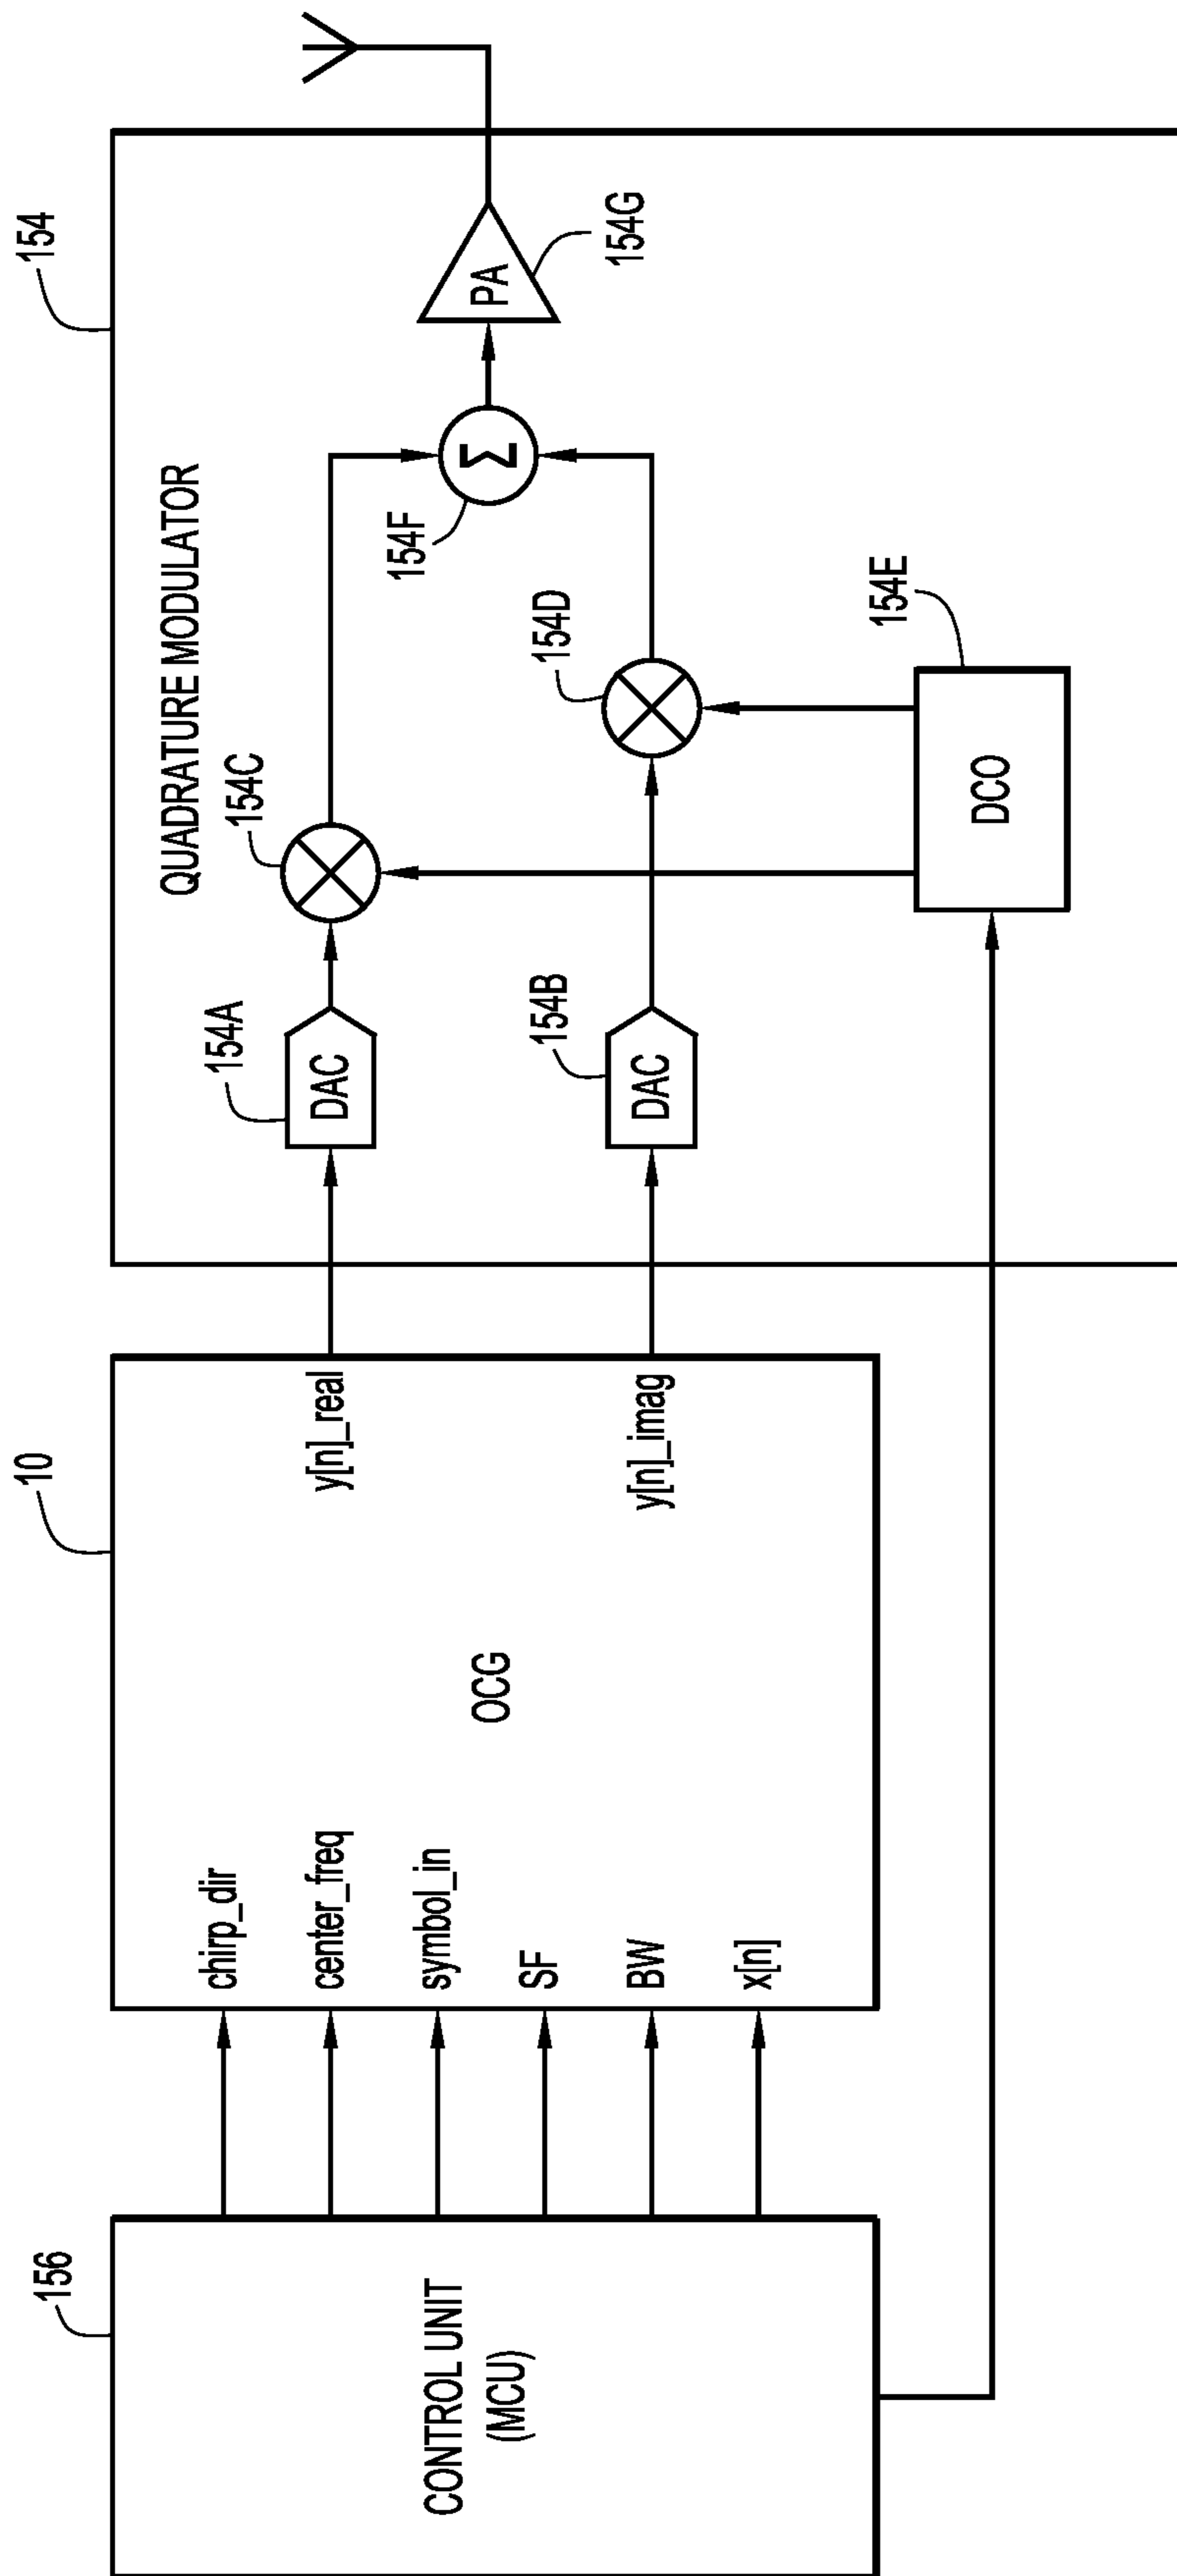 156
CONTROL UNIT
(MCU)
10
chirp_dir
center_freq
symbol_in
SF
BW
x[n]
OCG
y[n]_real
y[n]_imag
154
QUADRATURE MODULATOR
154A
DAC
154B
DAC
154C
154D
154E
DCO
154F
Σ
PA
154G